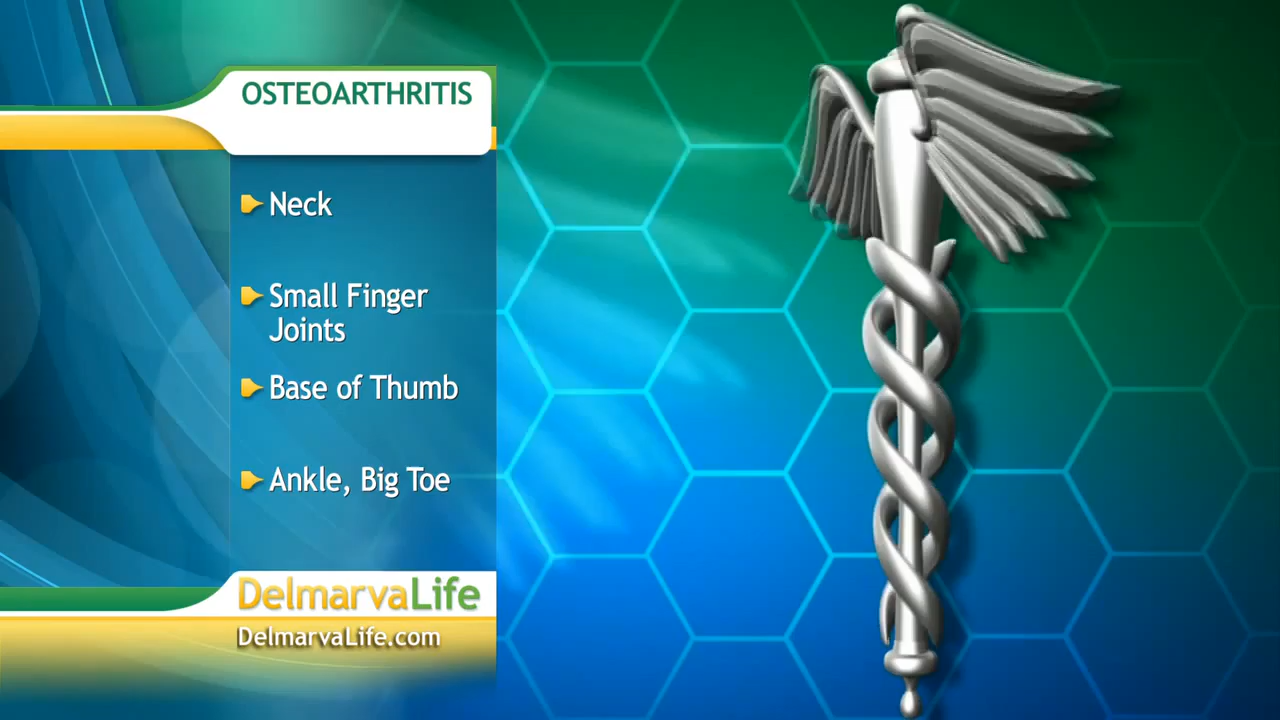 OSTEOARTHRITIS
Neck
Small Finger
Joints
Base of Thumb
Ankle, Big Toe
DelmarvaLife
DelmarvaLife.com